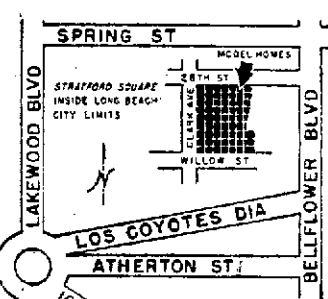 SPRING ST
MODEL HOMES
28TH ST
STRATFORD SQUARE
INSIDE LONG BEACH
CITY LIMITS
CLARK AVE
LAKEWOOD BLVD
WILLOW ST
N
BELLFLOWER BLVD
LOS COYOTES DIA
ATHERTON ST